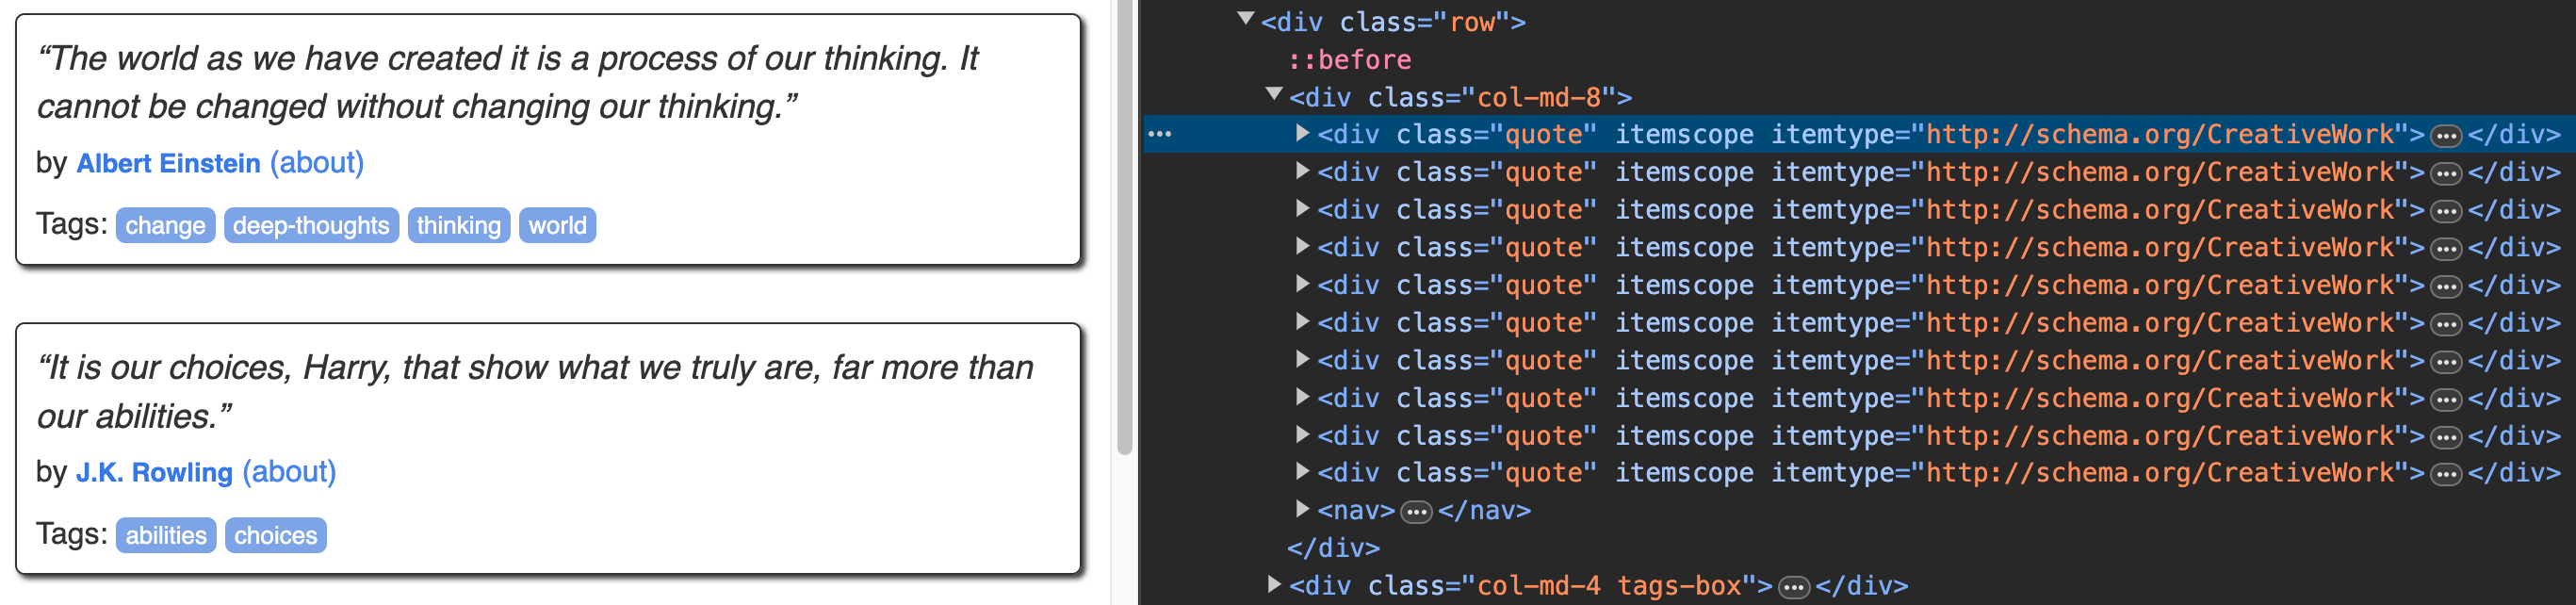 “The world as we have created it is a process of our thinking. It
cannot be changed without changing our thinking.”
by Albert Einstein (about)
Tags: change deep-thoughts thinking world
“It is our choices, Harry, that show what we truly are, far more than
our abilities.”
by J.K. Rowling (about)
Tags: abilities choices
<div class="row">
::before
<div class="col-md-8">
<div class="quote" itemscope itemtype="http://schema.org/CreativeWork">…</div>
<div class="quote" itemscope itemtype="http://schema.org/CreativeWork">…</div>
<div class="quote" itemscope itemtype="http://schema.org/CreativeWork">…</div>
<div class="quote" itemscope itemtype="http://schema.org/CreativeWork">…</div>
<div class="quote" itemscope itemtype="http://schema.org/CreativeWork">…</div>
<div class="quote" itemscope itemtype="http://schema.org/CreativeWork">…</div>
<div class="quote" itemscope itemtype="http://schema.org/CreativeWork">…</div>
<div class="quote" itemscope itemtype="http://schema.org/CreativeWork">…</div>
<div class="quote" itemscope itemtype="http://schema.org/CreativeWork">…</div>
<div class="quote" itemscope itemtype="http://schema.org/CreativeWork">…</div>
<nav>…</nav>
</div>
<div class="col-md-4 tags-box">…</div>